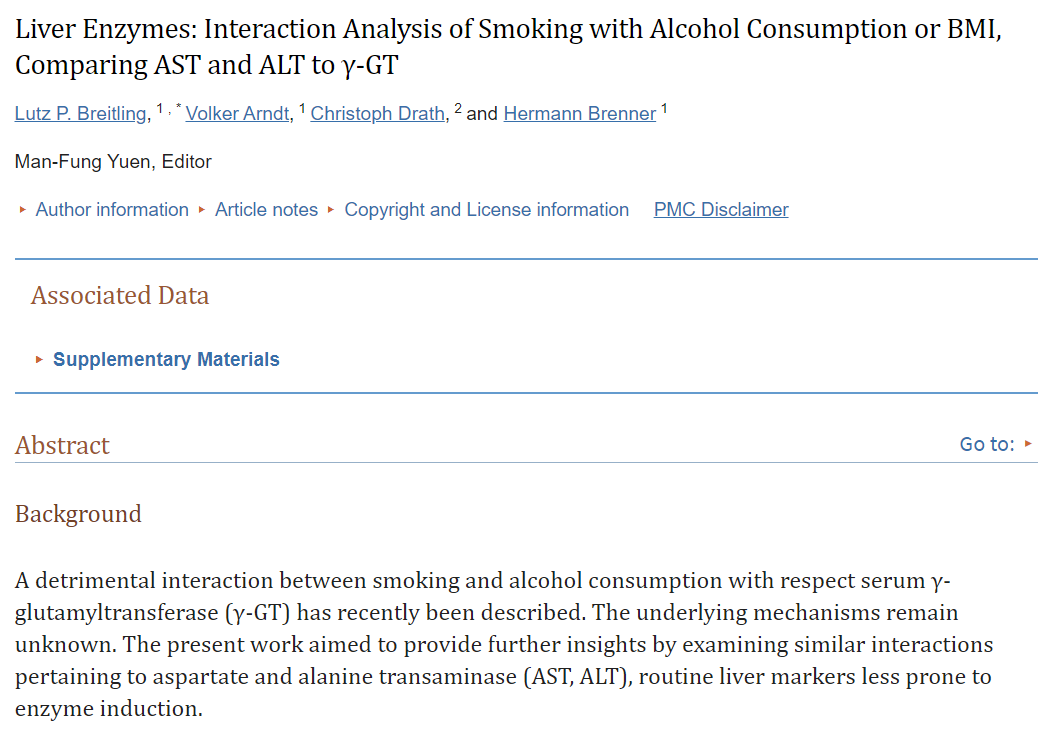 Liver Enzymes: Interaction Analysis of Smoking with Alcohol Consumption or BMI,
Comparing AST and ALT to γ-GT
Lutz P. Breitling, 1 , * Volker Arndt, 1 Christoph Drath, 2 and Hermann Brenner 1
Man-Fung Yuen, Editor
▸ Author information ▸ Article notes ▸ Copyright and License information PMC Disclaimer
Associated Data
▸ Supplementary Materials
Abstract Go to: ▸
Background
A detrimental interaction between smoking and alcohol consumption with respect serum γ-
glutamyltransferase (γ-GT) has recently been described. The underlying mechanisms remain
unknown. The present work aimed to provide further insights by examining similar interactions
pertaining to aspartate and alanine transaminase (AST, ALT), routine liver markers less prone to
enzyme induction.